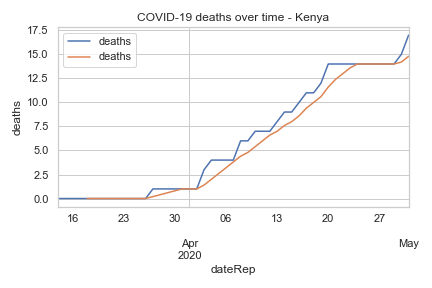 COVID-19 deaths over time - Kenya
deaths
deaths
deaths
17.5
15.0
12.5
10.0
7.5
5.0
2.5
0.0
16 23 30 06 13 20 27
Apr May
2020
dateRep